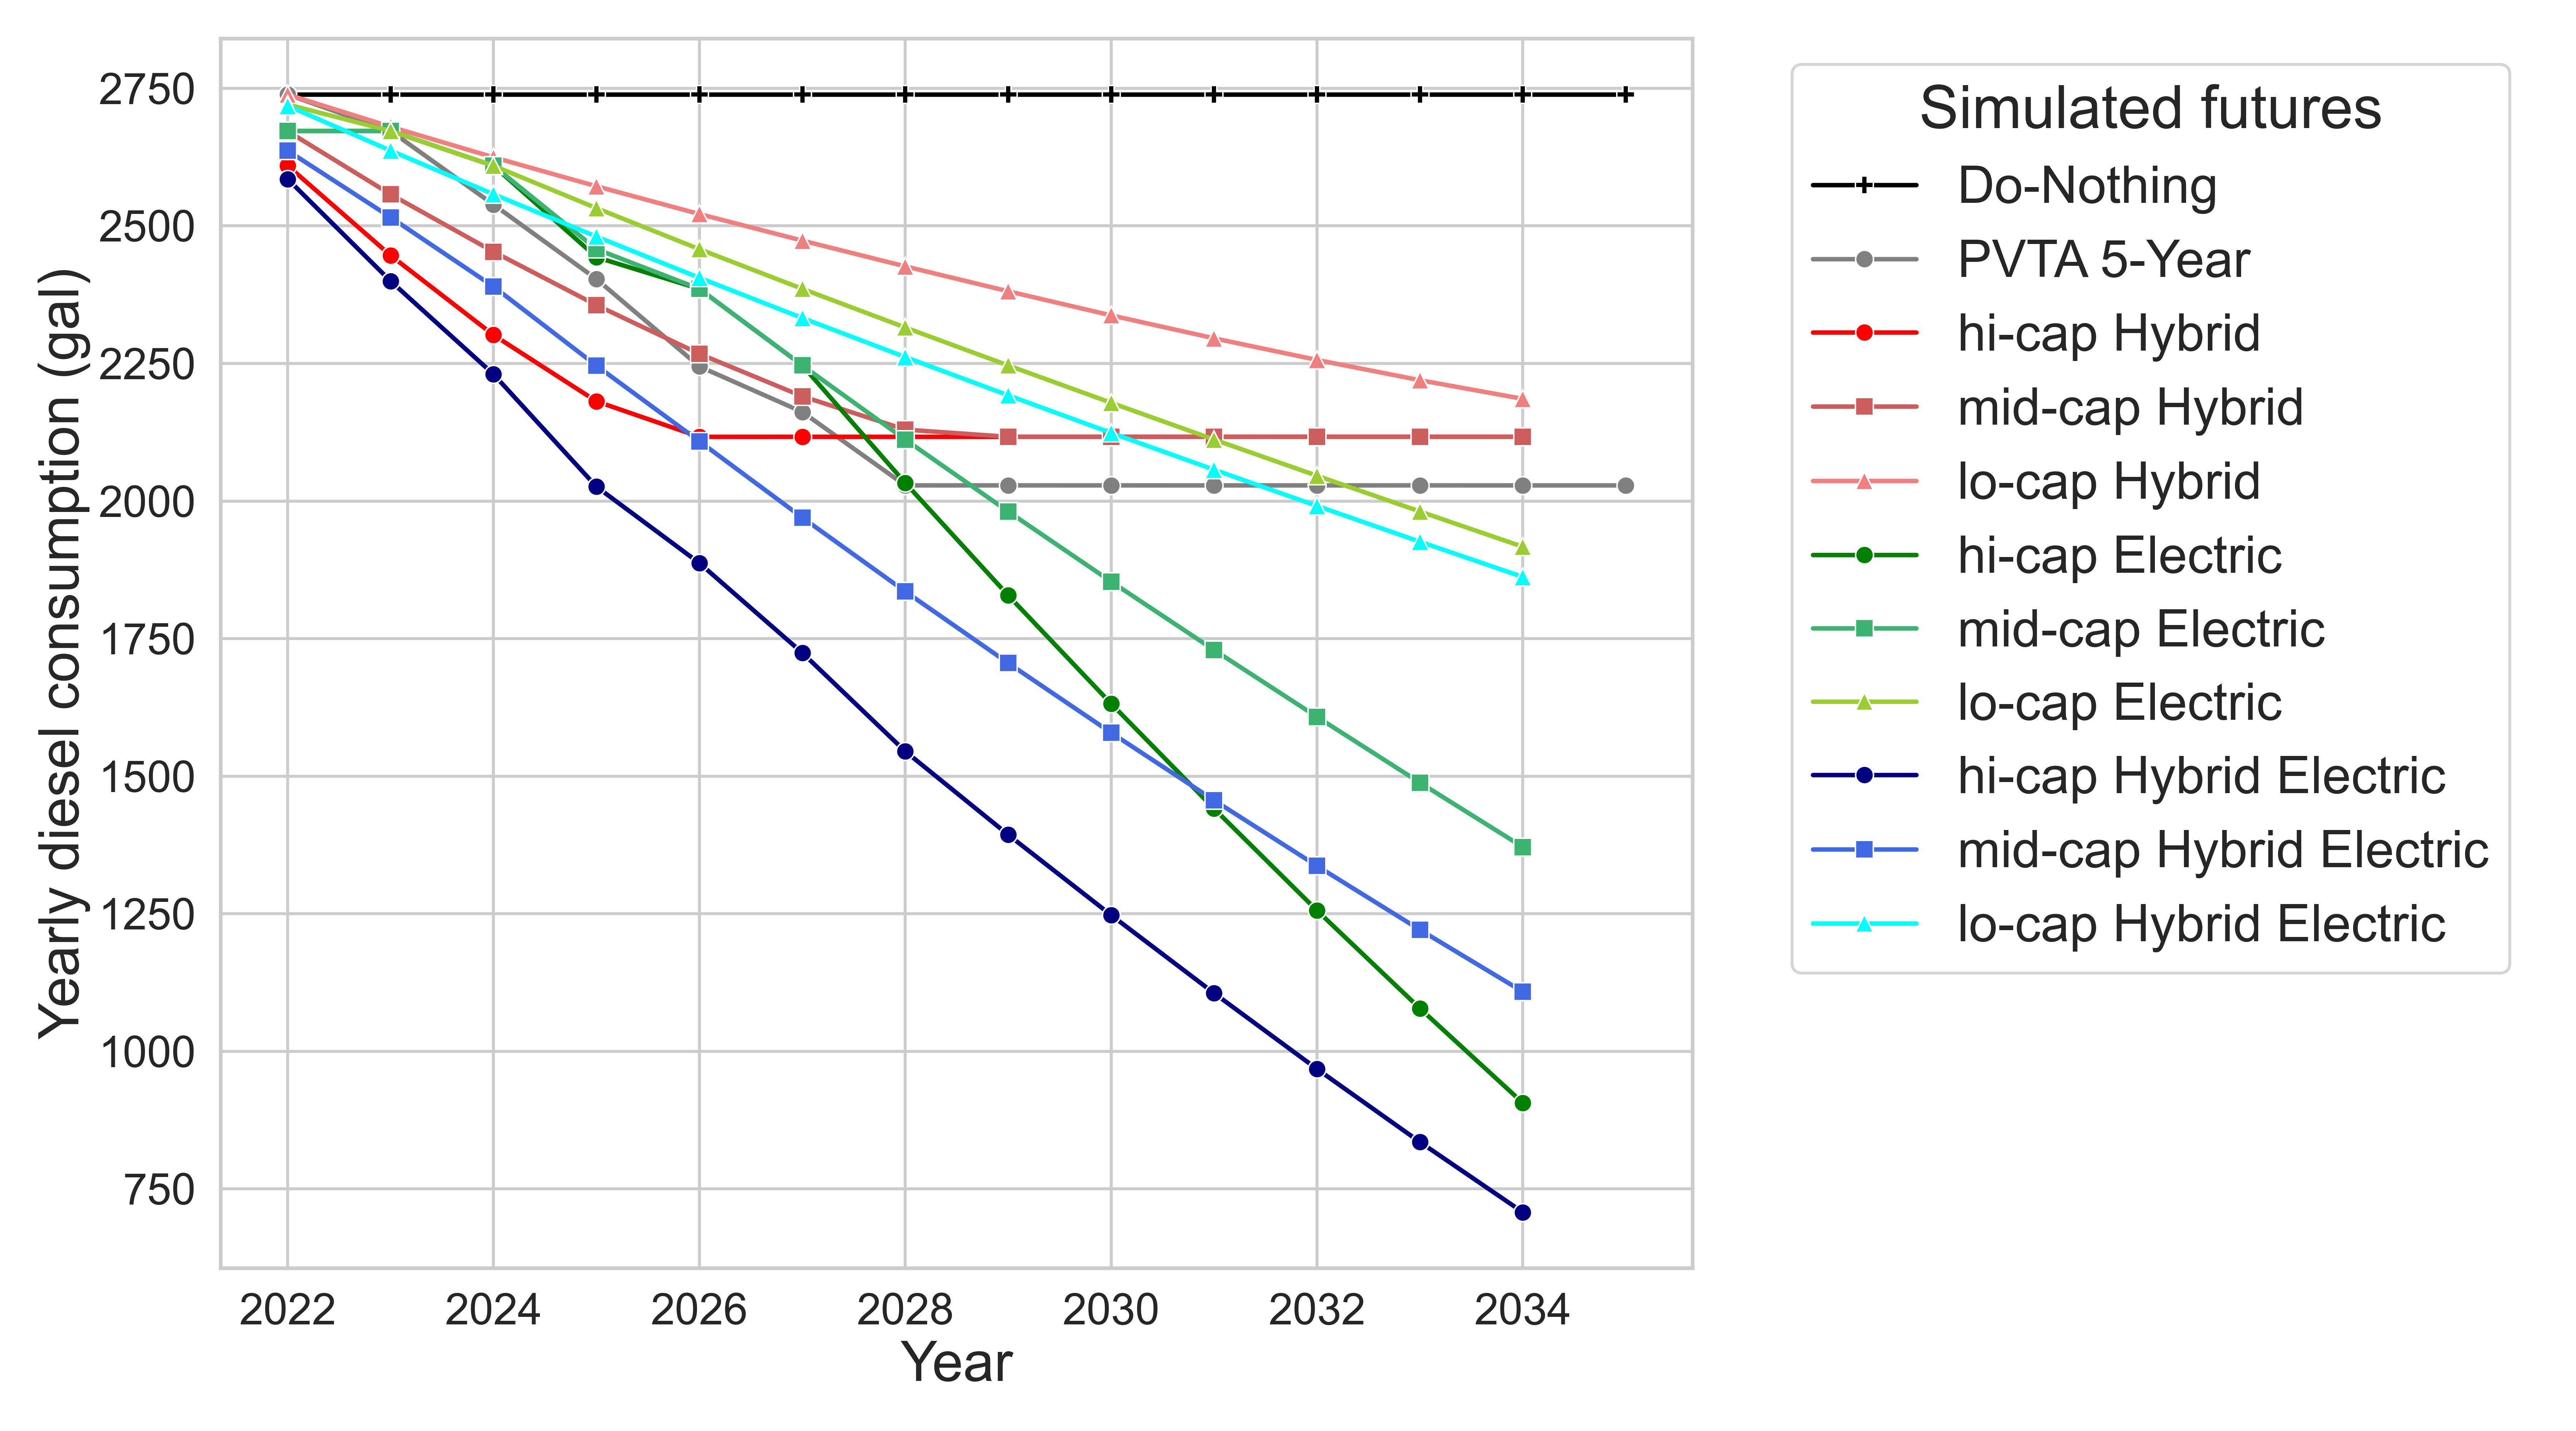 Yearly diesel consumption (gal)
2750
2500
2250
2000
1750
1500
1250
1000
750
2022 2024 2026 2028 2030 2032 2034
Year
Simulated futures
Do-Nothing
PVTA 5-Year
hi-cap Hybrid
mid-cap Hybrid
lo-cap Hybrid
hi-cap Electric
mid-cap Electric
lo-cap Electric
hi-cap Hybrid Electric
mid-cap Hybrid Electric
lo-cap Hybrid Electric